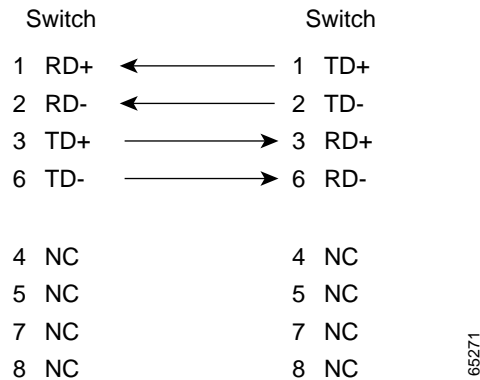 Switch Switch
1 RD+ 1 TD+
2 RD- 2 TD-
3 TD+ 3 RD+
6 TD- 6 RD-
4 NC 4 NC
5 NC 5 NC
7 NC 7 NC
8 NC 8 NC
65271